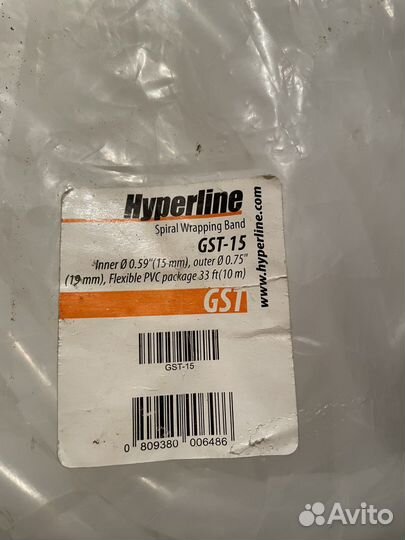 Hyperline
Spiral Wrapping Band
GST-15
Inner Ø 0.59"(15 mm), outer Ø 0.75"
(19 mm), Flexible PVC package 33 ft(10 m)
GST
www.hyperline.com
GST-15
0 809380 006486
Avito